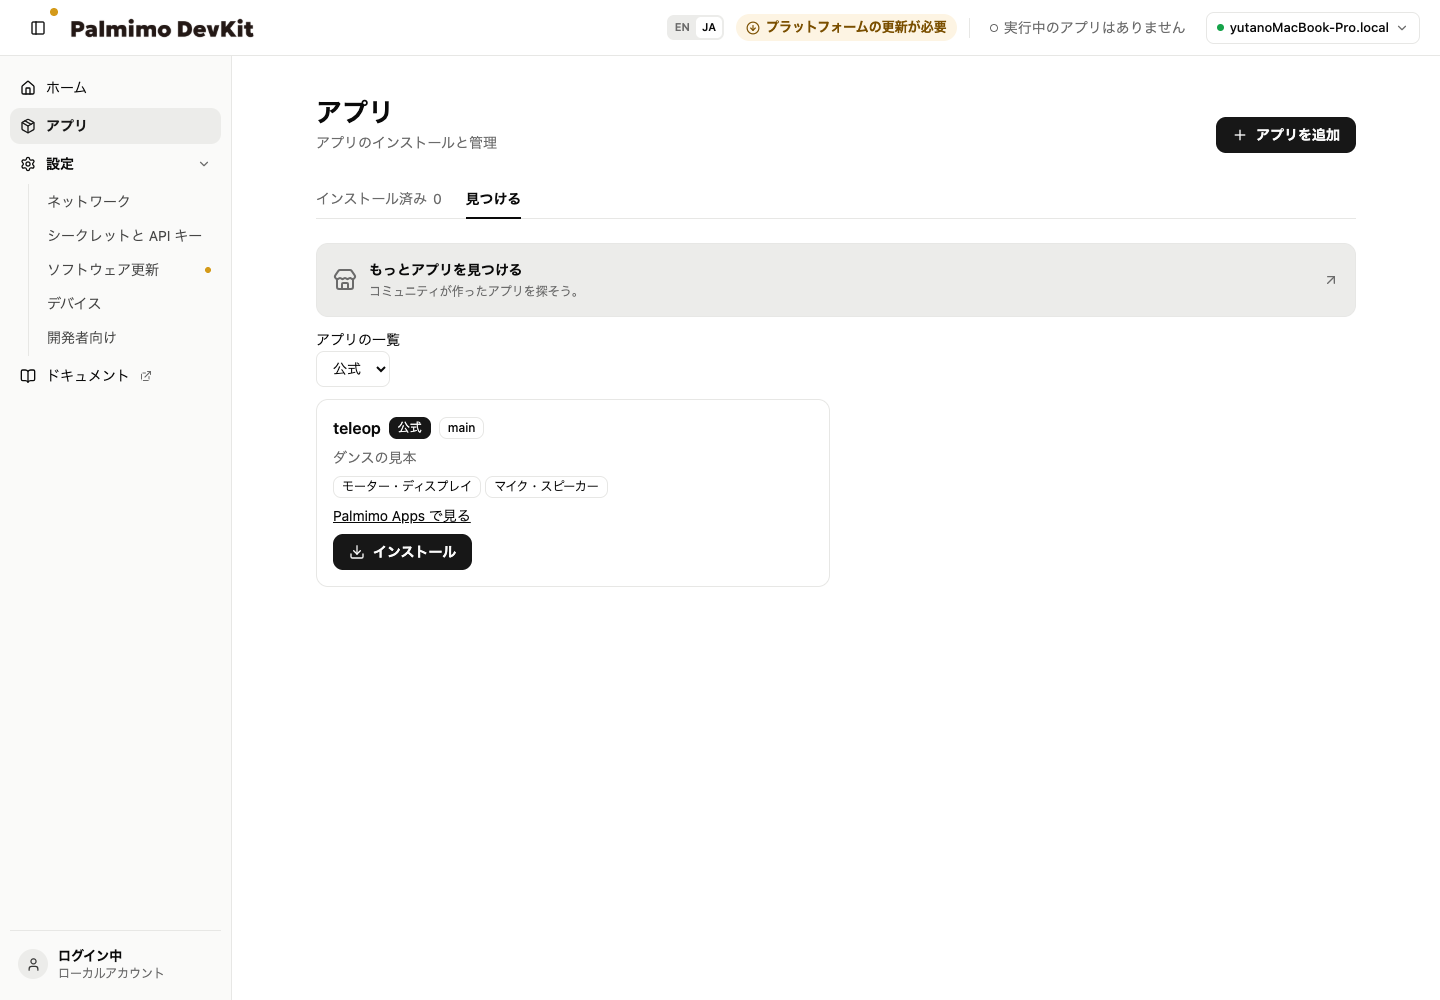 Palmimo DevKit
EN JA
プラットフォームの更新が必要
実行中のアプリはありません
yutanoMacBook-Pro.local
ホーム
アプリ
設定
ネットワーク
シークレットと API キー
ソフトウェア更新
デバイス
開発者向け
ドキュメント
ログイン中
ローカルアカウント
アプリ
アプリのインストールと管理
アプリを追加
インストール済み 0
見つける
もっとアプリを見つける
コミュニティが作ったアプリを探そう。
アプリの一覧
公式
teleop 公式 main
ダンスの見本
モーター・ディスプレイ マイク・スピーカー
Palmimo Apps で見る
インストール